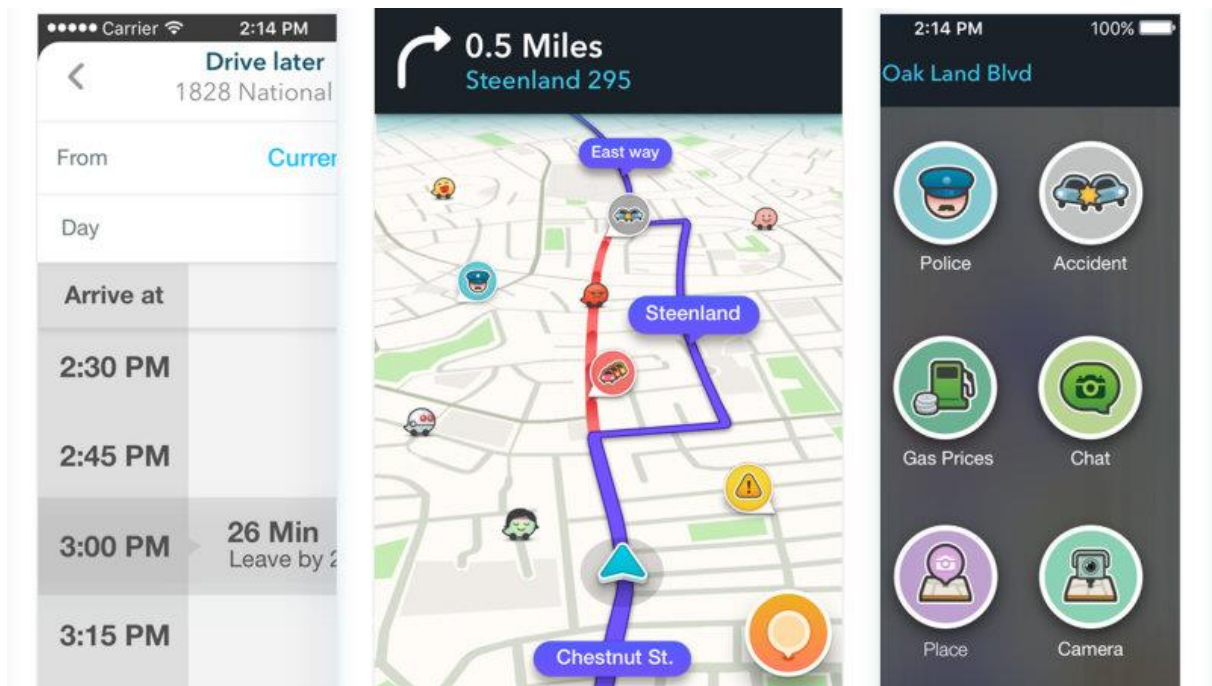 Carrier 2:14 PM
Drive later
1828 National
From Curren
Day
Arrive at
2:30 PM
2:45 PM
3:00 PM 26 Min
Leave by 2
3:15 PM
0.5 Miles
Steenland 295
East way
Steenland
Chestnut St.
2:14 PM 100%
Oak Land Blvd
Police Accident
Gas Prices Chat
Place Camera